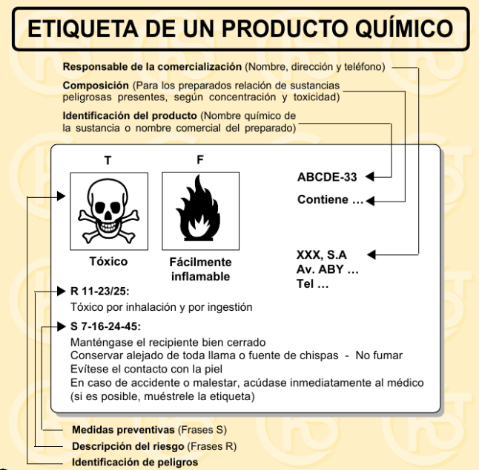 ETIQUETA DE UN PRODUCTO QUÍMICO
Responsable de la comercialización (Nombre, dirección y teléfono)
Composición (Para los preparados relación de sustancias
peligrosas presentes, según concentración y toxicidad)
Identificación del producto (Nombre químico de
la sustancia o nombre comercial del preparado)
T
F
Tóxico
Fácilmente
inflamable
ABCDE-33
Contiene ...
XXX, S.A
Av. ABY ...
Tel ...
R 11-23/25:
Tóxico por inhalación y por ingestión
S 7-16-24-45:
Manténgase el recipiente bien cerrado
Conservar alejado de toda llama o fuente de chispas - No fumar
Evítese el contacto con la piel
En caso de accidente o malestar, acúdase inmediatamente al médico
(si es posible, muéstrele la etiqueta)
Medidas preventivas (Frases S)
Descripción del riesgo (Frases R)
Identificación de peligros